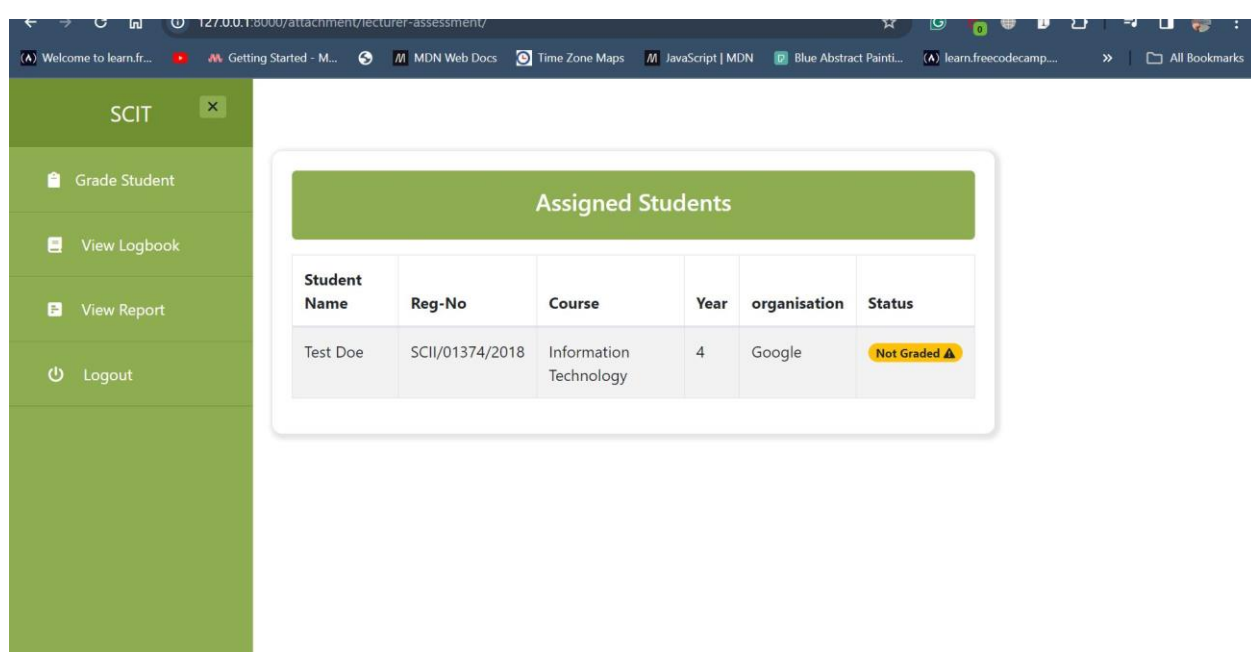 127.0.0.1:8000/attachment/lecturer-assessment/
0
Welcome to learn.fr...
Getting Started - M...
MDN Web Docs
Time Zone Maps
JavaScript | MDN
Blue Abstract Painti...
learn.freecodecamp....
»
All Bookmarks
SCIT
Grade Student
View Logbook
View Report
Logout
Assigned Students
Student
Name Reg-No Course Year organisation Status
Test Doe SCII/01374/2018 Information 4 Google Not Graded
Technology